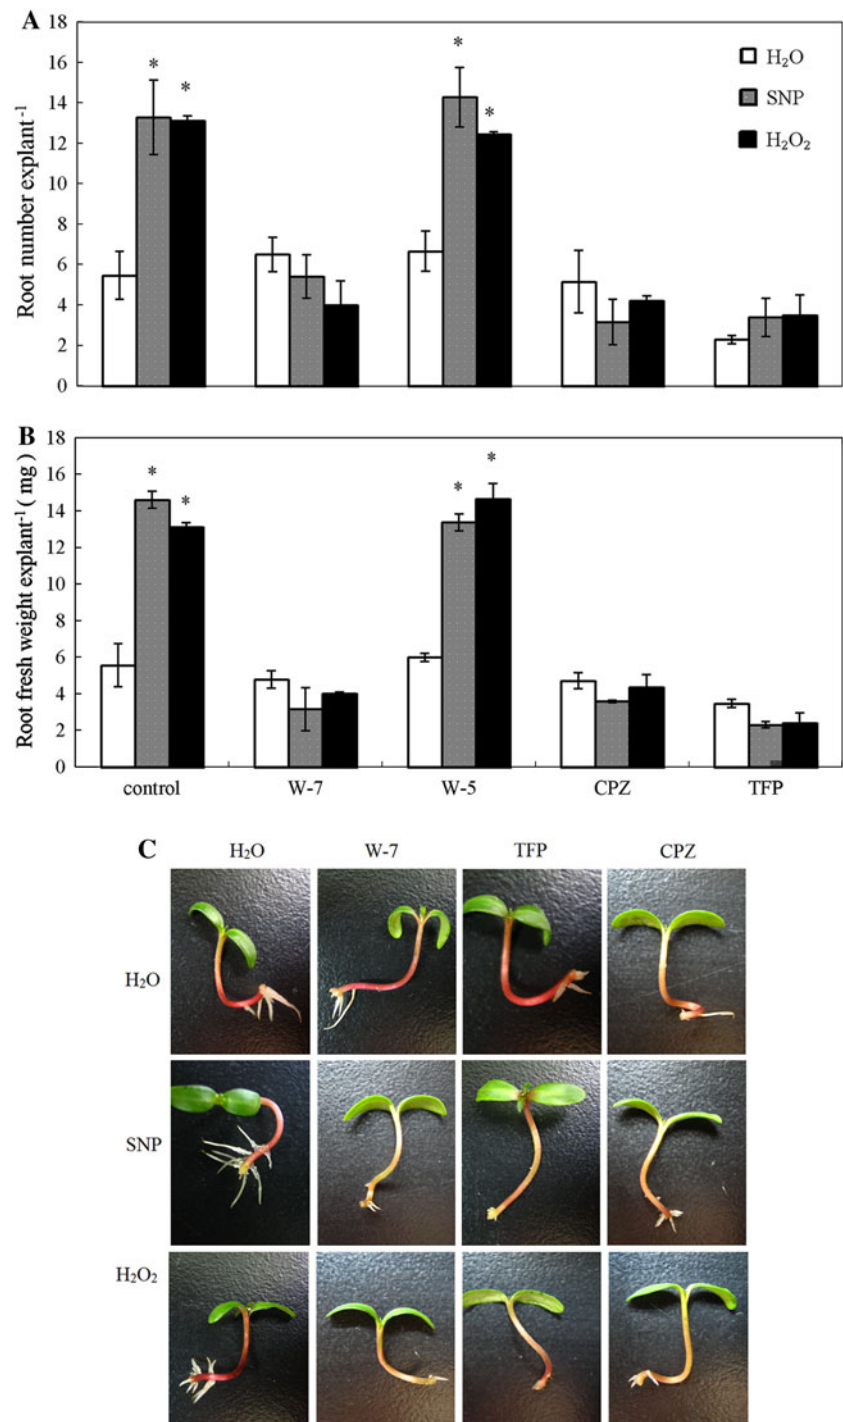 A
18
16
14
12
10
8
6
4
2
0
Root number explant⁻¹
H₂O
SNP
H₂O₂
* * * *
B
18
16
14
12
10
8
6
4
2
0
Root fresh weight explant⁻¹ ( mg )
* * * *
control W-7 W-5 CPZ TFP
C
H₂O W-7 TFP CPZ
H₂O
SNP
H₂O₂